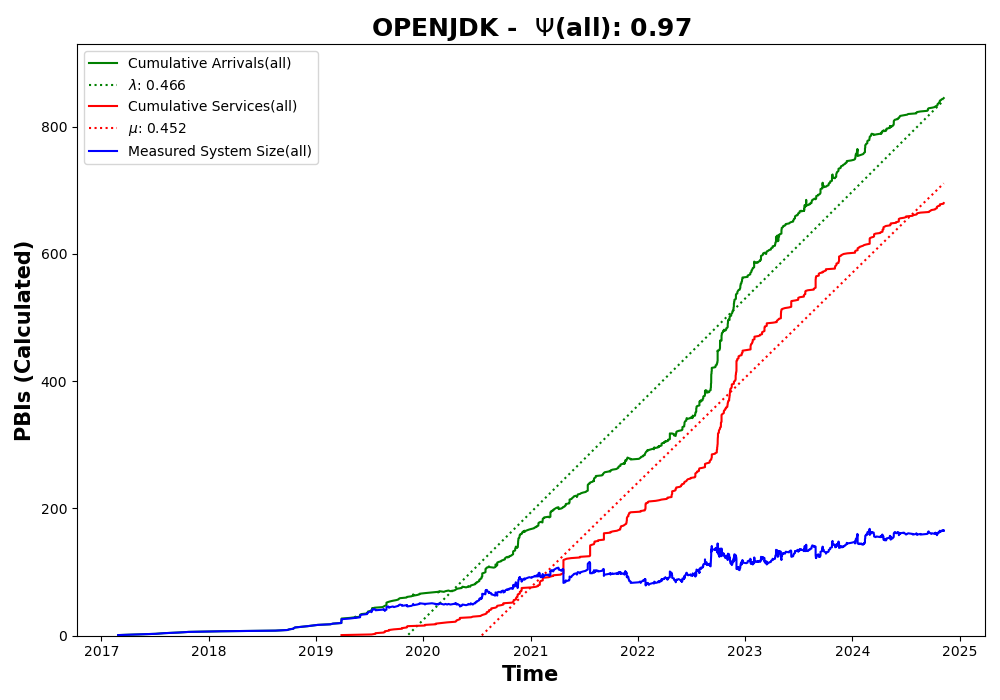 OPENJDK - Ψ(all): 0.97
Cumulative Arrivals(all)
λ: 0.466
Cumulative Services(all)
μ: 0.452
Measured System Size(all)
PBIs (Calculated)
800
600
400
200
0
2017 2018 2019 2020 2021 2022 2023 2024 2025
Time